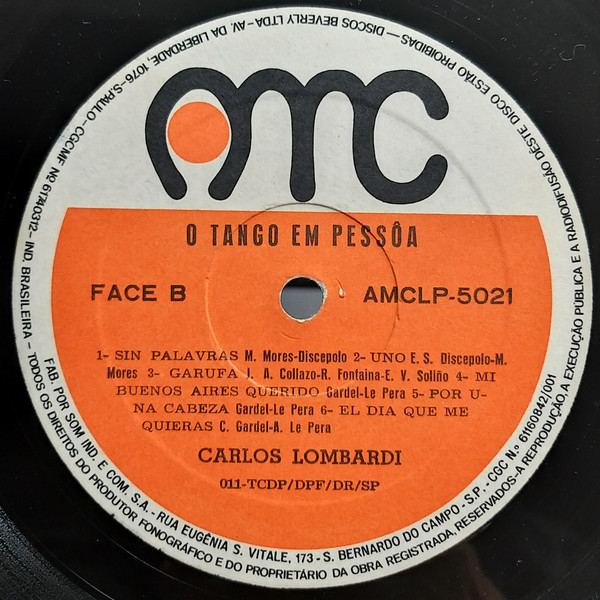 AMC
O TANGO EM PESSÔA
FACE B
AMCLP-5021
1- SIN PALAVRAS M. Mores-Discepolo 2- UNO E. S. Discepolo-M.
Mores 3- GARUFA J. A. Collazo-R. Fontaina-E. V. Soliño 4- MI
BUENOS AIRES QUERIDO Gardel-Le Pera 5- POR U-
NA CABEZA Gardel-Le Pera 6- EL DIA QUE ME
QUIERAS C. Gardel-A. Le Pera
CARLOS LOMBARDI
011-TCDP/DPF/DR/SP
FAB. POR SOM IND. E COM. S.A. - RUA EUGÊNIA S. VITALE, 173 - S. BERNARDO DO CAMPO - S.P. - CGC N.º 61160842/001
IND. BRASILEIRA - TODOS OS DIREITOS DO PRODUTOR FONOGRÁFICO E DO PROPRIETÁRIO DA OBRA REGISTRADA, RESERVADOS - A REPRODUÇÃO, A EXECUÇÃO PÚBLICA E A RADIODIFUSÃO DÊSTE DISCO ESTÃO PROIBIDAS — DISCOS BEVERLY LTDA - AV. DA LIBERDADE, 1076 - S. PAULO - CGCMF Nº 61740312